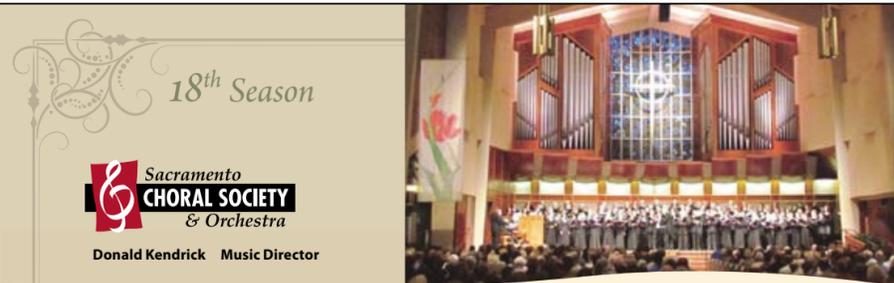 18th Season
Sacramento
CHORAL SOCIETY
& Orchestra
Donald Kendrick Music Director